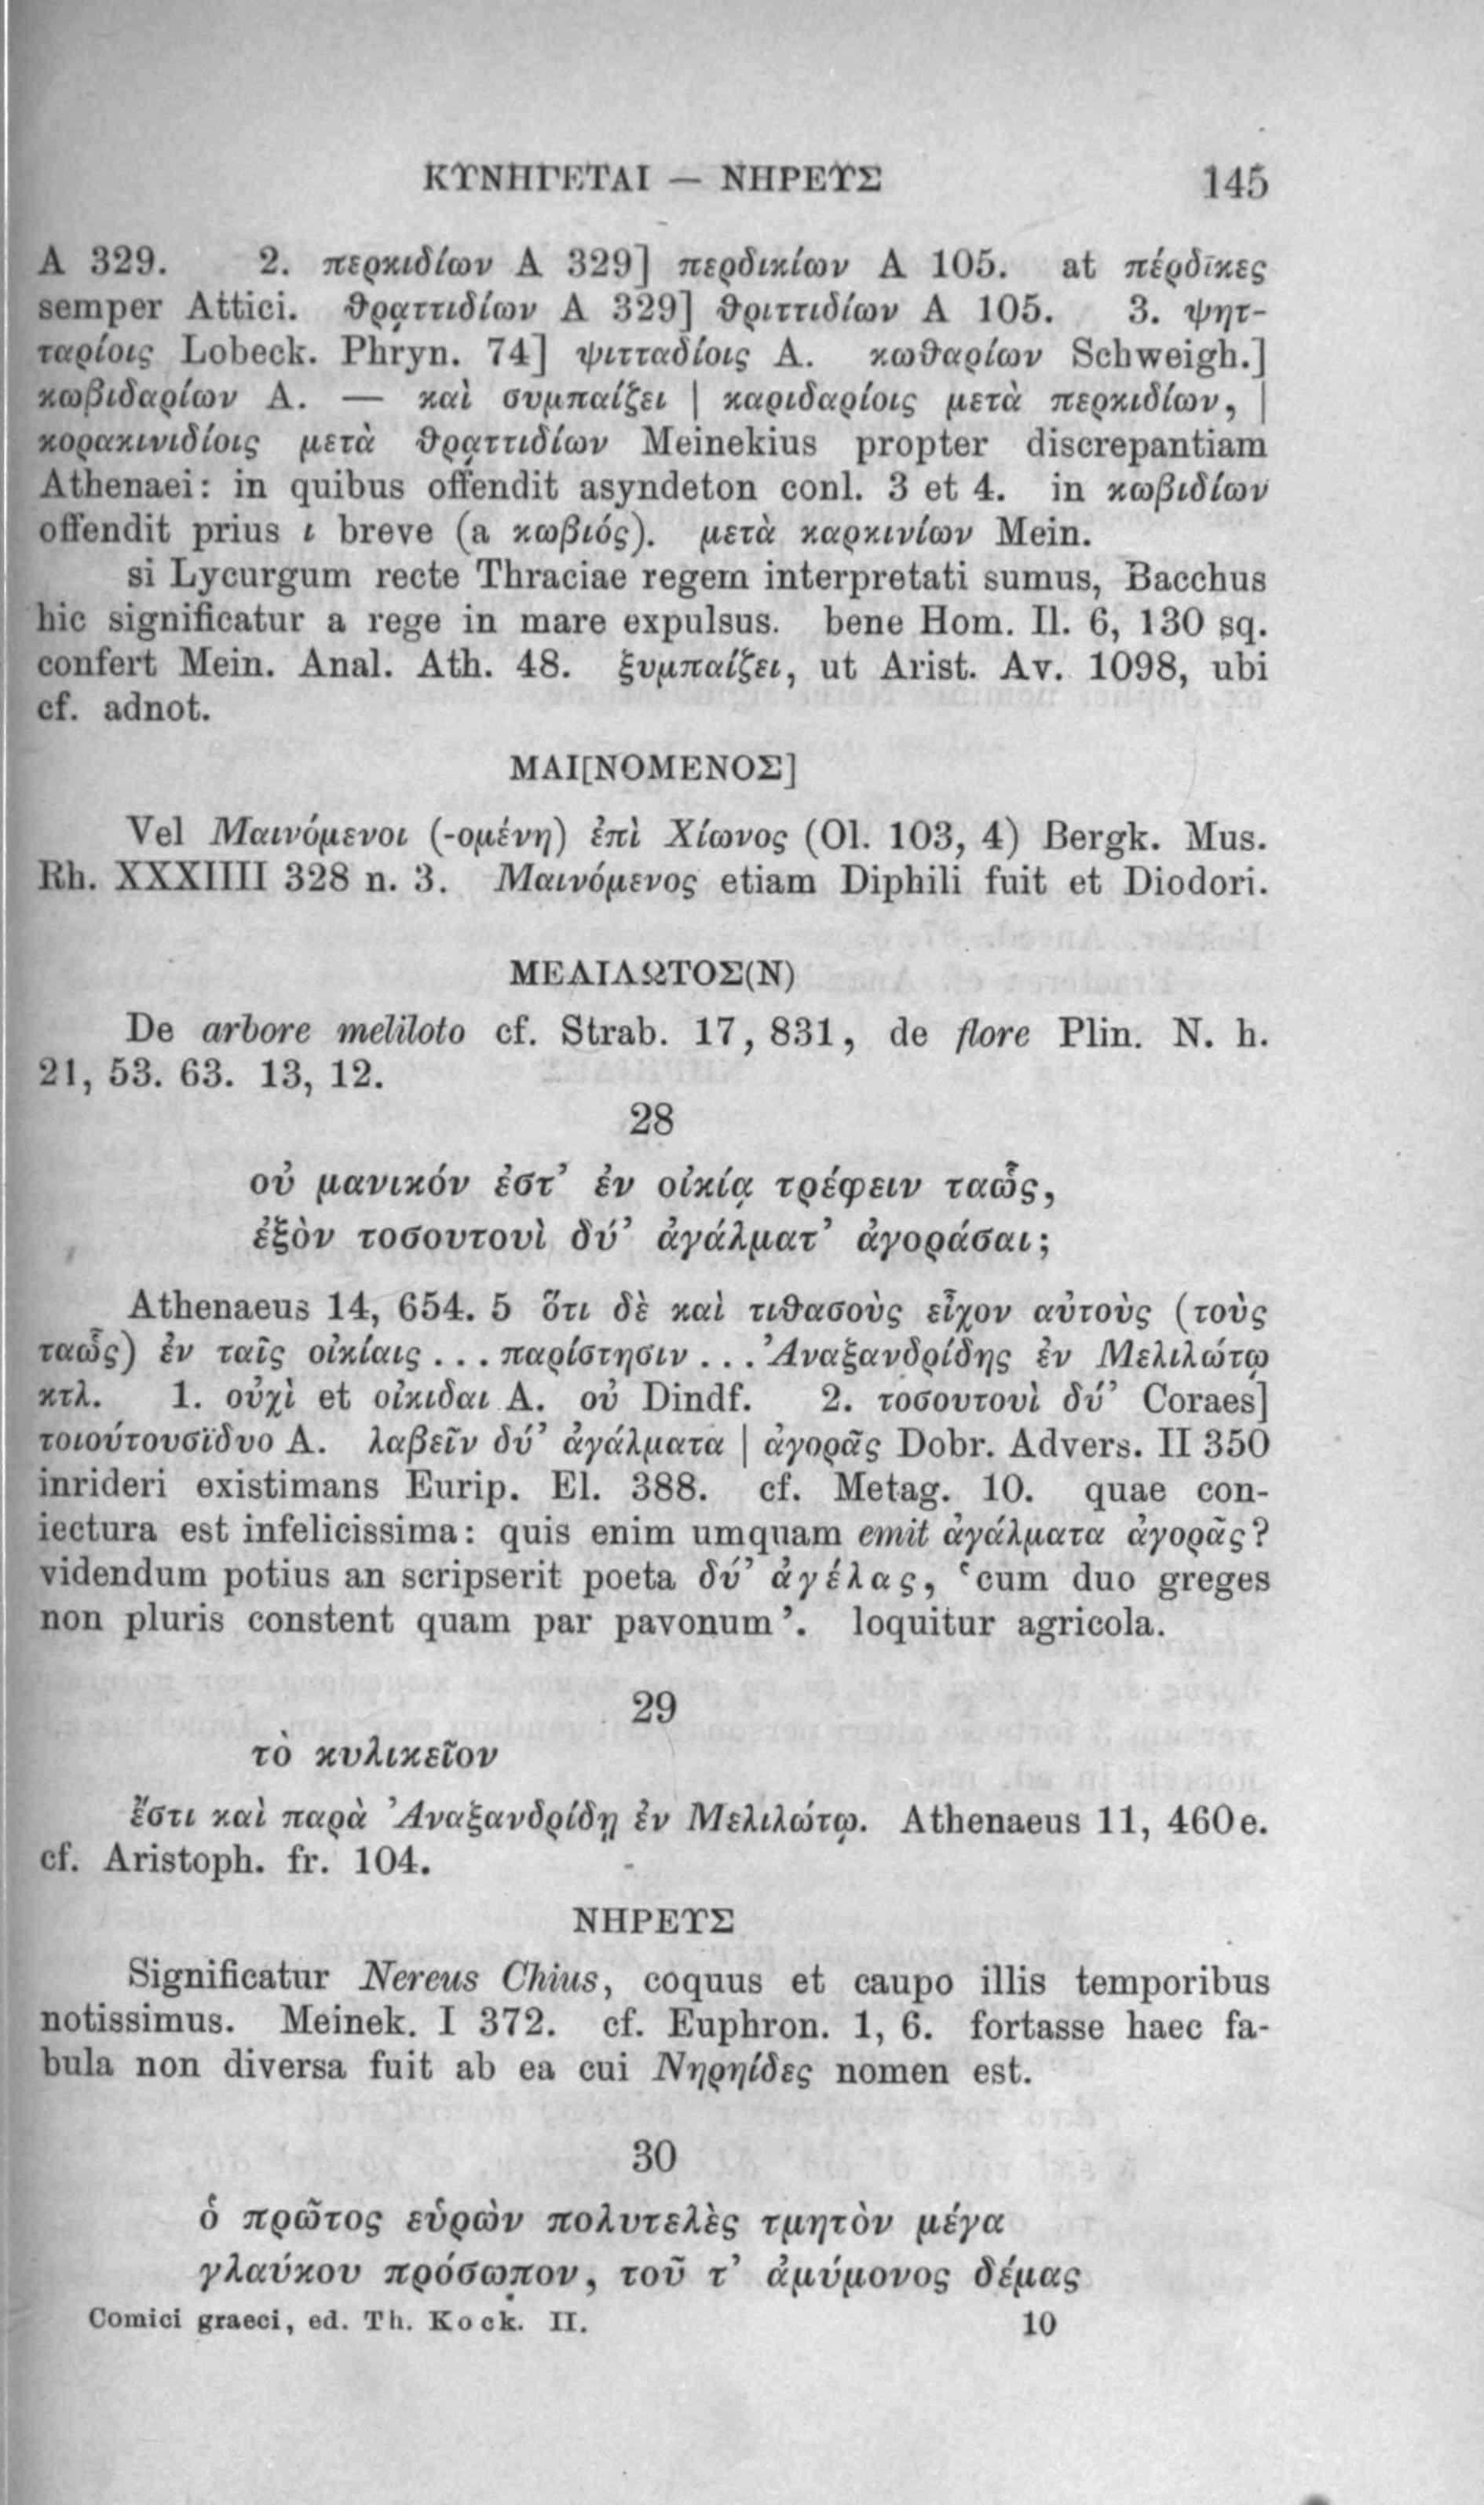 ΚΥΝΗΓΕΤΑΙ — ΝΗΡΕΥΣ 145
A 329. 2. περκιδίων A 329] περδικίων A 105. at πέρδῑκες
semper Attici. θρᾳττιδίων A 329] θριττιδίων A 105. 3. ψητ-
ταρίοις Lobeck. Phryn. 74] ψιτταδίοις A. κωθαρίων Schweigh.]
κωβιδαρίων A. — καὶ συμπαίζει | καριδαρίοις μετὰ περκιδίων, |
κορακινιδίοις μετὰ θρᾳττιδίων Meinekius propter discrepantiam
Athenaei: in quibus offendit asyndeton conl. 3 et 4. in κωβιδίων
offendit prius ι breve (a κωβιός). μετὰ καρκινίων Mein.
si Lycurgum recte Thraciae regem interpretati sumus, Bacchus
hic significatur a rege in mare expulsus. bene Hom. Il. 6, 130 sq.
confert Mein. Anal. Ath. 48. ξυμπαίζει, ut Arist. Av. 1098, ubi
cf. adnot.
ΜΑΙ[ΝΟΜΕΝΟΣ]
Vel Μαινόμενοι (-ομένη) ἐπὶ Χίωνος (Ol. 103, 4) Bergk. Mus.
Rh. XXXIIII 328 n. 3. Μαινόμενος etiam Diphili fuit et Diodori.
ΜΕΛΙΛΩΤΟΣ(Ν)
De arbore meliloto cf. Strab. 17, 831, de flore Plin. N. h.
21, 53. 63. 13, 12.
28
οὐ μανικόν ἐστ’ ἐν οἰκίᾳ τρέφειν ταὧς,
ἐξὸν τοσουτουὶ δύ’ ἀγάλματ’ ἀγοράσαι;
Athenaeus 14, 654. 5 ὅτι δὲ καὶ τιθασοὺς εἶχον αὐτοὺς (τοὺς
ταὧς) ἐν ταῖς οἰκίαις ... παρίστησιν ... Ἀναξανδρίδης ἐν Μελιλώτῳ
κτλ. 1. οὐχὶ et οἰκιδαι A. οὐ Dindf. 2. τοσουτουὶ δύ’ Coraes]
τοιούτουσϊδυο A. λαβεῖν δύ’ ἀγάλματα | ἀγορᾶς Dobr. Advers. II 350
inrideri existimans Eurip. El. 388. cf. Metag. 10. quae con-
iectura est infelicissima: quis enim umquam emit ἀγάλματα ἀγορᾶς?
videndum potius an scripserit poeta δύ’ ἀγέλας, ‘cum duo greges
non pluris constent quam par pavonum’. loquitur agricola.
29
τὸ κυλικεῖον
ἔστι καὶ παρὰ Ἀναξανδρίδῃ ἐν Μελιλώτῳ. Athenaeus 11, 460e.
cf. Aristoph. fr. 104.
ΝΗΡΕΥΣ
Significatur Nereus Chius, coquus et caupo illis temporibus
notissimus. Meinek. I 372. cf. Euphron. 1, 6. fortasse haec fa-
bula non diversa fuit ab ea cui Νηρηίδες nomen est.
30
ὁ πρῶτος εὑρὼν πολυτελὲς τμητὸν μέγα
γλαύκου πρόσωπον, τοῦ τ’ ἀμύμονος δέμας
Comici graeci, ed. Th. Kock. II. 10